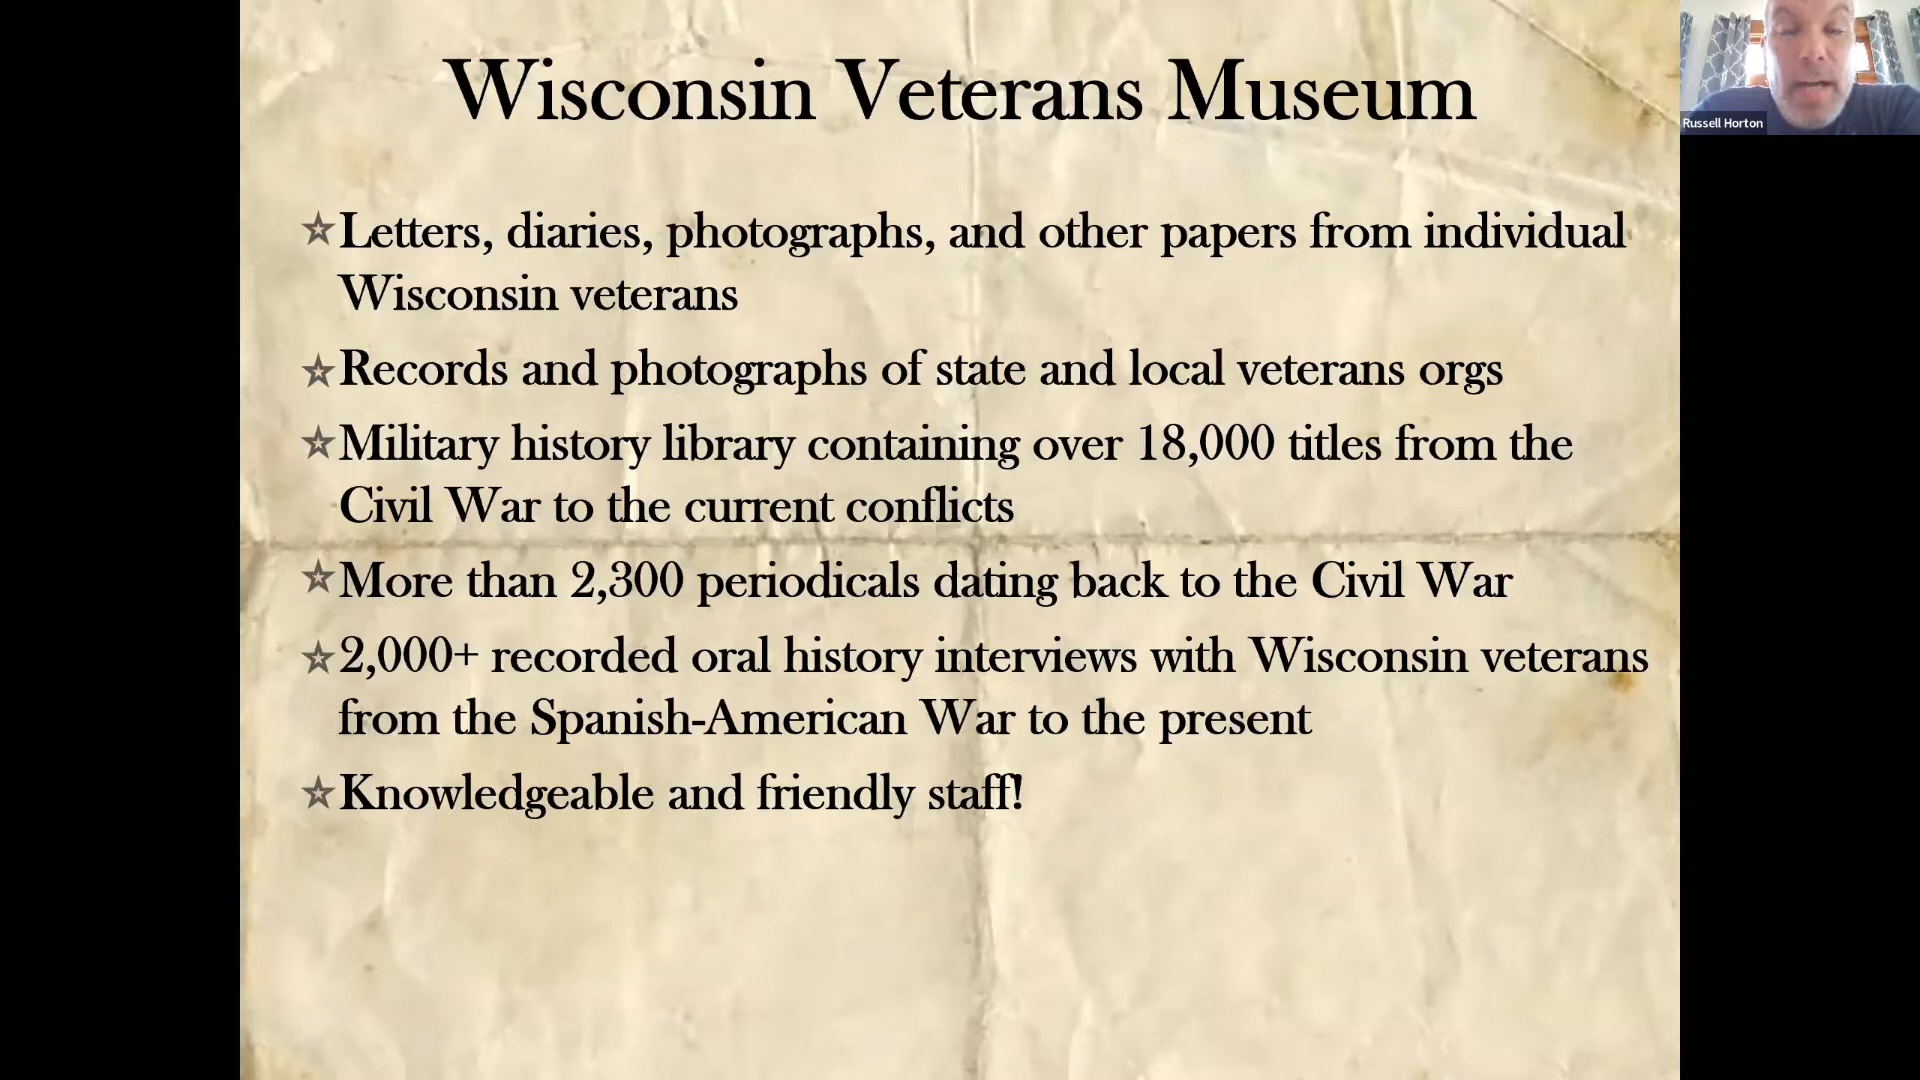 Wisconsin Veterans Museum
Russell Horton
Letters, diaries, photographs, and other papers from individual
Wisconsin veterans
Records and photographs of state and local veterans orgs
Military history library containing over 18,000 titles from the
Civil War to the current conflicts
More than 2,300 periodicals dating back to the Civil War
2,000+ recorded oral history interviews with Wisconsin veterans
from the Spanish-American War to the present
Knowledgeable and friendly staff!